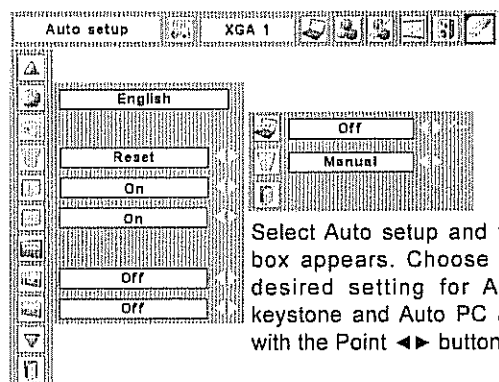 Auto setup XGA 1
English
Reset
On
On
Off
Off
Off
Manual
Select Auto setup and
box appears. Choose
desired setting for
keystone and Auto PC
with the Point ◄► button